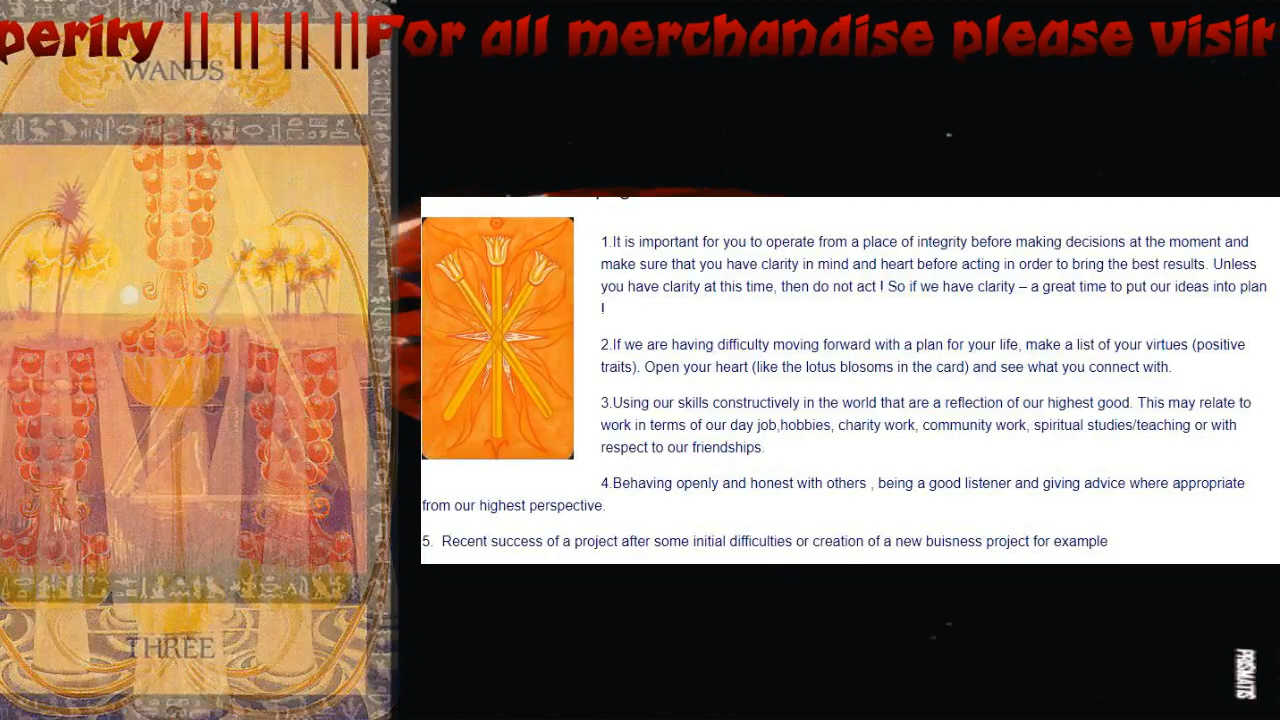 perity || || || ||For all merchandise please visit
WANDS
1.It is important for you to operate from a place of integrity before making decisions at the moment and
make sure that you have clarity in mind and heart before acting in order to bring the best results. Unless
you have clarity at this time, then do not act ! So if we have clarity – a great time to put our ideas into plan
!
2.If we are having difficulty moving forward with a plan for your life, make a list of your virtues (positive
traits). Open your heart (like the lotus blosoms in the card) and see what you connect with.
3.Using our skills constructively in the world that are a reflection of our highest good. This may relate to
work in terms of our day job,hobbies, charity work, community work, spiritual studies/teaching or with
respect to our friendships.
4.Behaving openly and honest with others , being a good listener and giving advice where appropriate
from our highest perspective.
5.  Recent success of a project after some initial difficulties or creation of a new buisness project for example
THREE